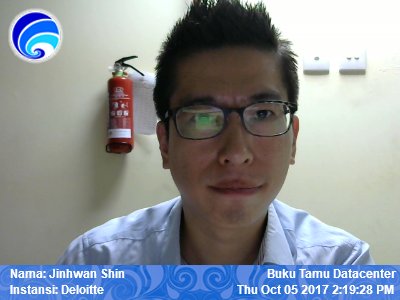 Nama: Jinhwan Shin
Buku Tamu Datacenter
Instansi: Deloitte
Thu Oct 05 2017 2:19:28 PM